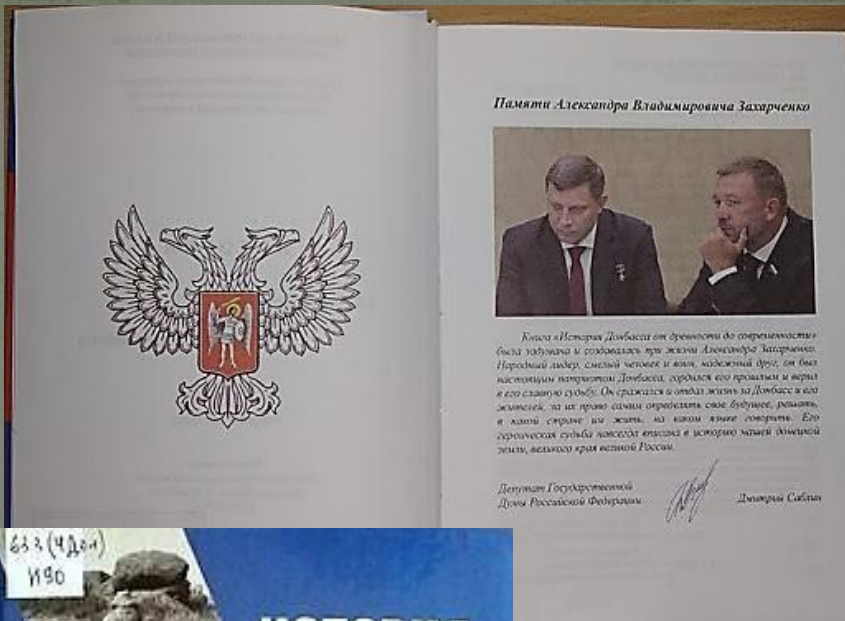 Памяти Александра Владимировича Захарченко
Книга «История Донбасса от древности до современности»
была задумана и создавалась при жизни Александра Захарченко.
Народный лидер, смелый человек и воин, надежный друг, он был
настоящим патриотом Донбасса, гордился его прошлым и верил
в его славную судьбу. Он сражался и отдал жизнь за Донбасс и его
жителей, за их право самим определять свое будущее, решать,
в какой стране им жить, на каком языке говорить. Его
героическая судьба навсегда вписана в историю нашей донецкой
земли, великого края великой России.
Депутат Государственной
Думы Российской Федерации
Дмитрий Саблин
63.3(4Дон)
И90
ИСТОРИЯ